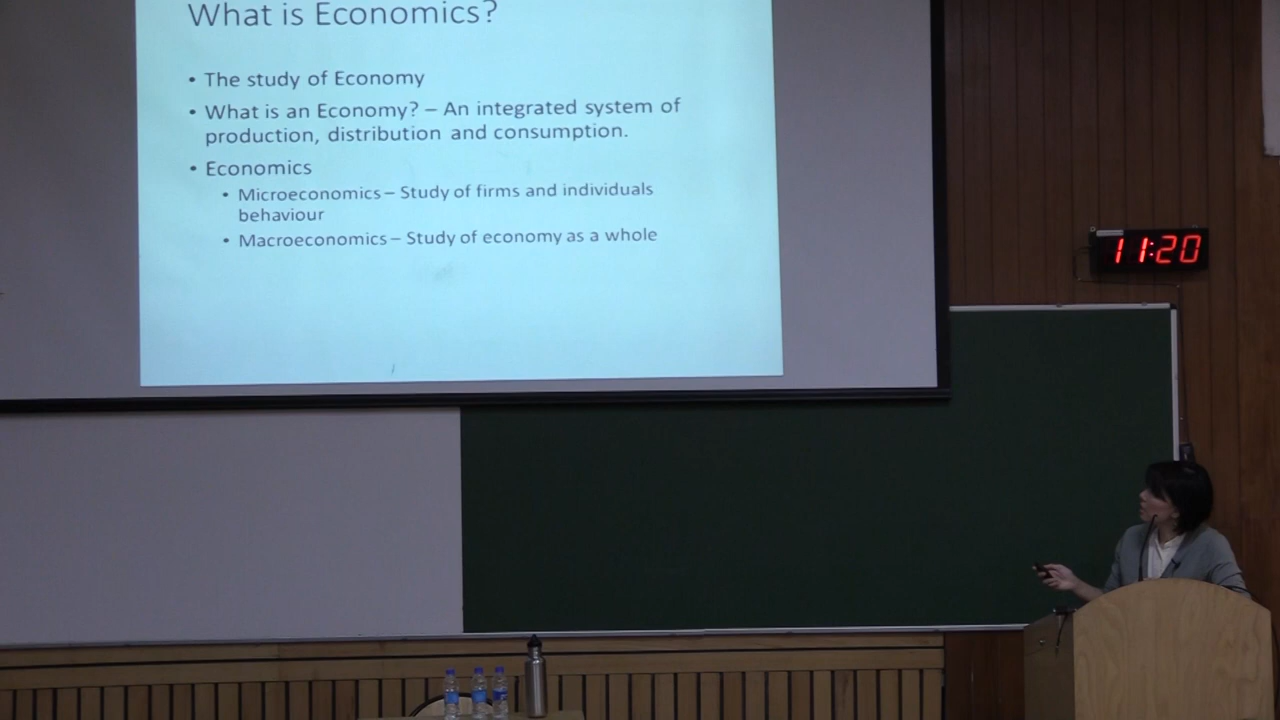 What is Economics?
• The study of Economy
• What is an Economy? – An integrated system of
production, distribution and consumption.
• Economics
• Microeconomics – Study of firms and individuals
behaviour
• Macroeconomics – Study of economy as a whole
11:20